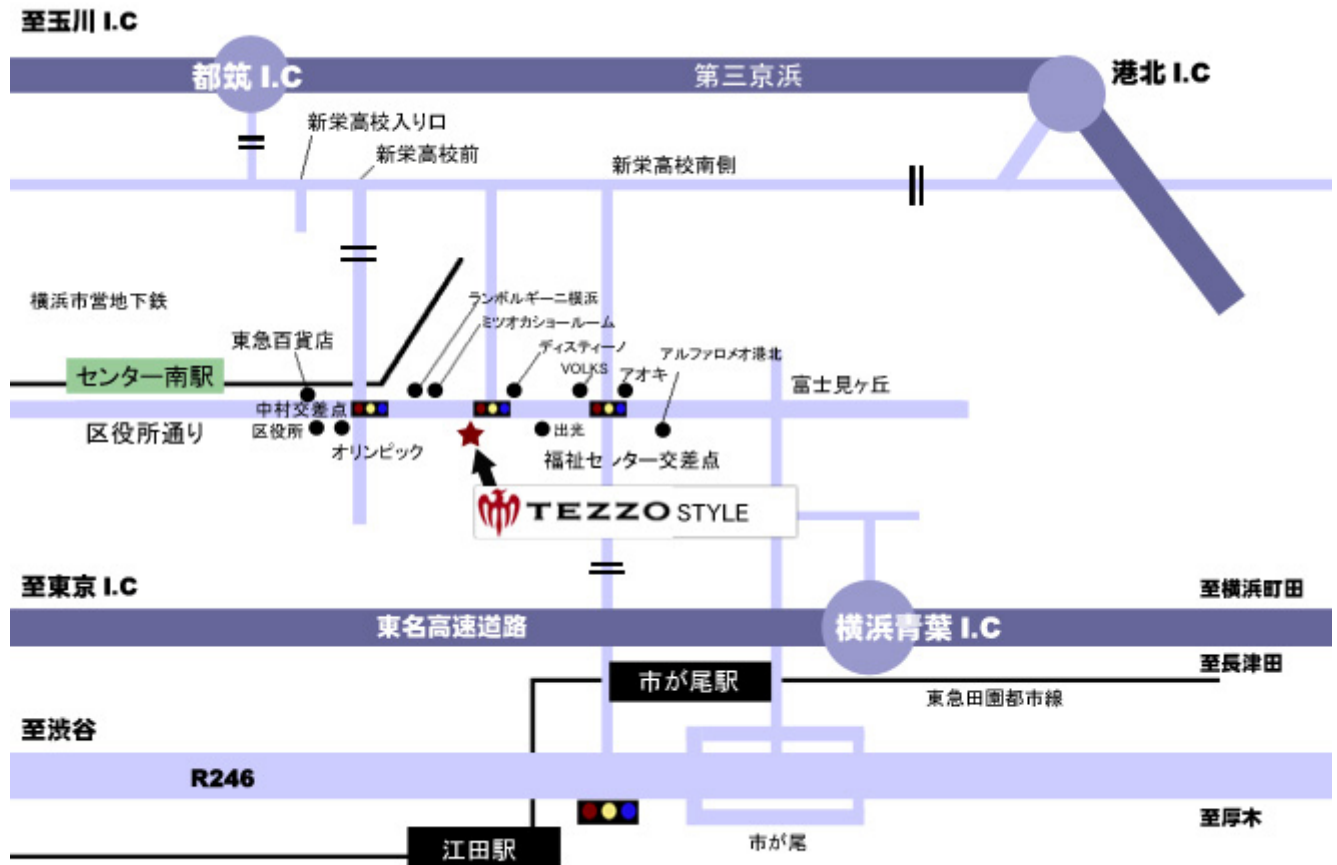 至玉川 I.C
都筑 I.C
第三京浜
港北 I.C
新栄高校入り口
新栄高校前
新栄高校南側
横浜市営地下鉄
ランボルギーニ横浜
ミツオカショールーム
東急百貨店
ディスティーノ
アルファロメオ港北
VOLKS
アオキ
センター南駅
富士見ヶ丘
中村交差点
区役所通り
区役所
オリンピック
出光
福祉センター交差点
TEZZO STYLE
至東京 I.C
至横浜町田
東名高速道路
横浜青葉 I.C
至長津田
市が尾駅
東急田園都市線
至渋谷
R246
至厚木
市が尾
江田駅